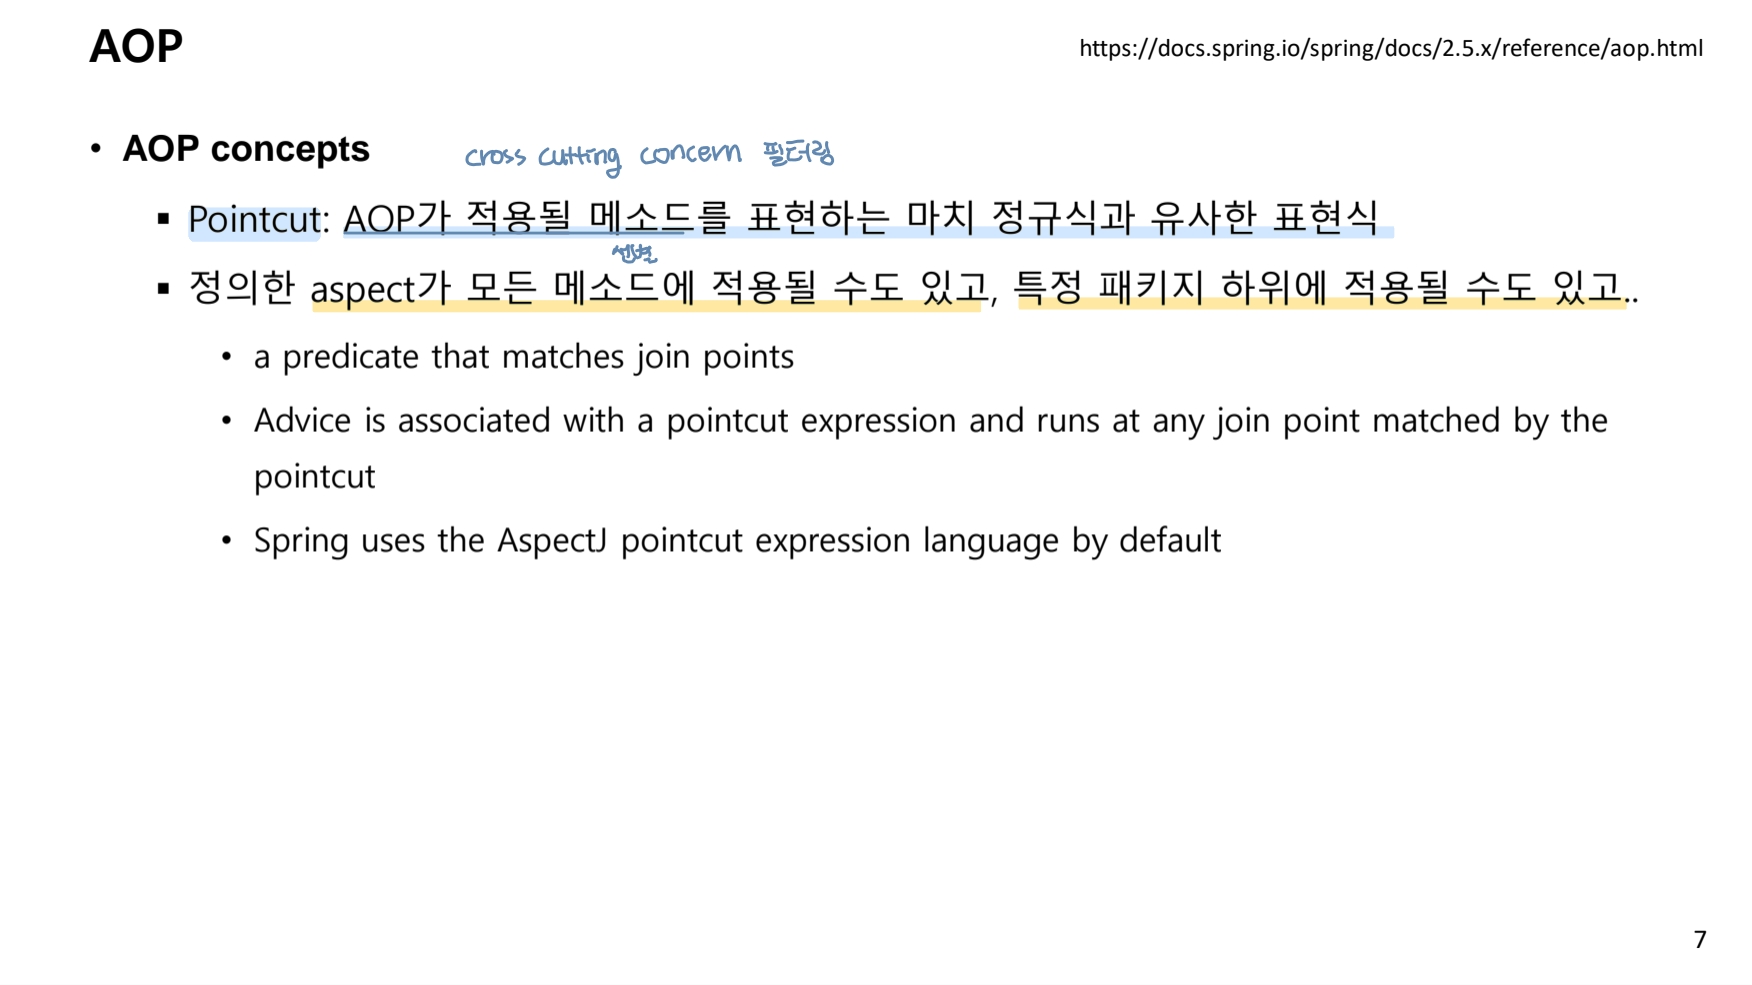 AOP
https://docs.spring.io/spring/docs/2.5.x/reference/aop.html
• AOP concepts
cross cutting concern 필터링
▪ Pointcut: AOP가 적용될 메소드를 표현하는 마치 정규식과 유사한 표현식
선별
▪ 정의한 aspect가 모든 메소드에 적용될 수도 있고, 특정 패키지 하위에 적용될 수도 있고..
• a predicate that matches join points
• Advice is associated with a pointcut expression and runs at any join point matched by the
pointcut
• Spring uses the AspectJ pointcut expression language by default
7